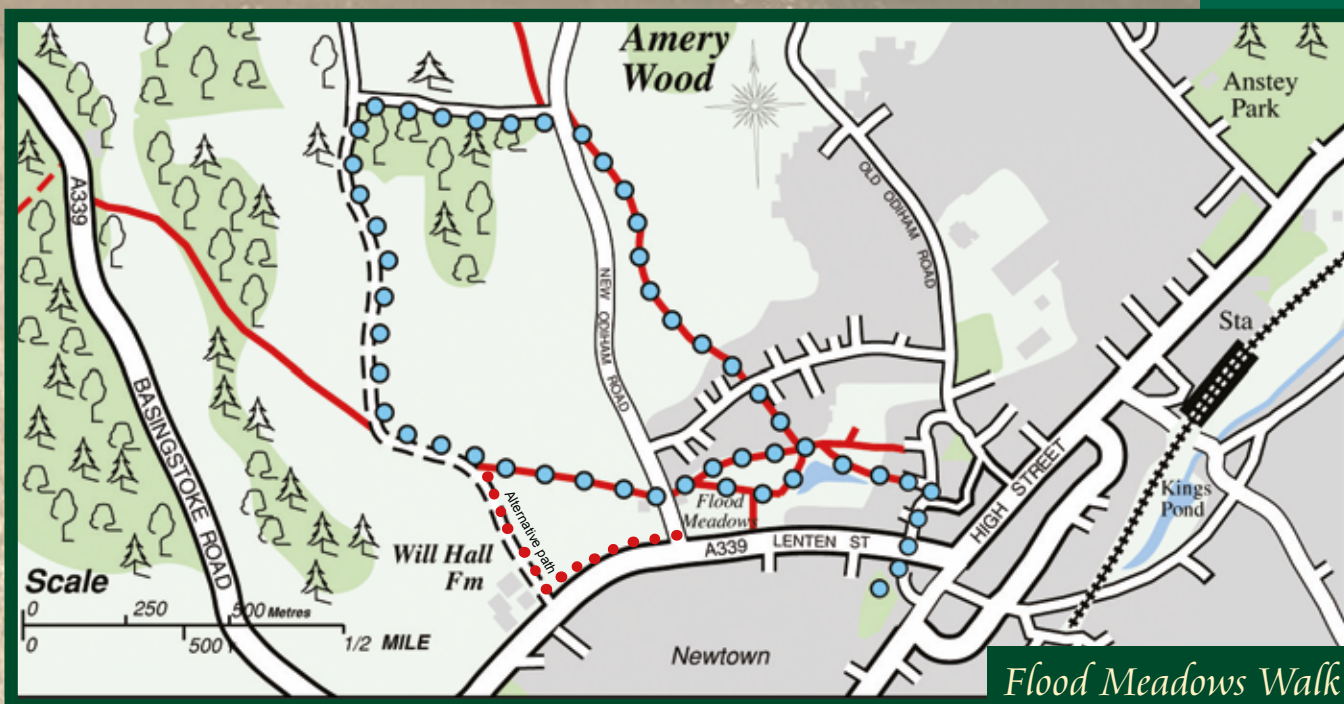 Amery
Wood
Anstey
Park
A339
OLD ODIHAM ROAD
NEW ODIHAM ROAD
Sta
BASINGSTOKE ROAD
HIGH STREET
Kings
Pond
Flood
Meadows
Alternative path
A339 LENTEN ST
Will Hall
Fm
Scale
0 250 500 Metres
0 500 1/2 MILE
Newtown
Flood Meadows Walk